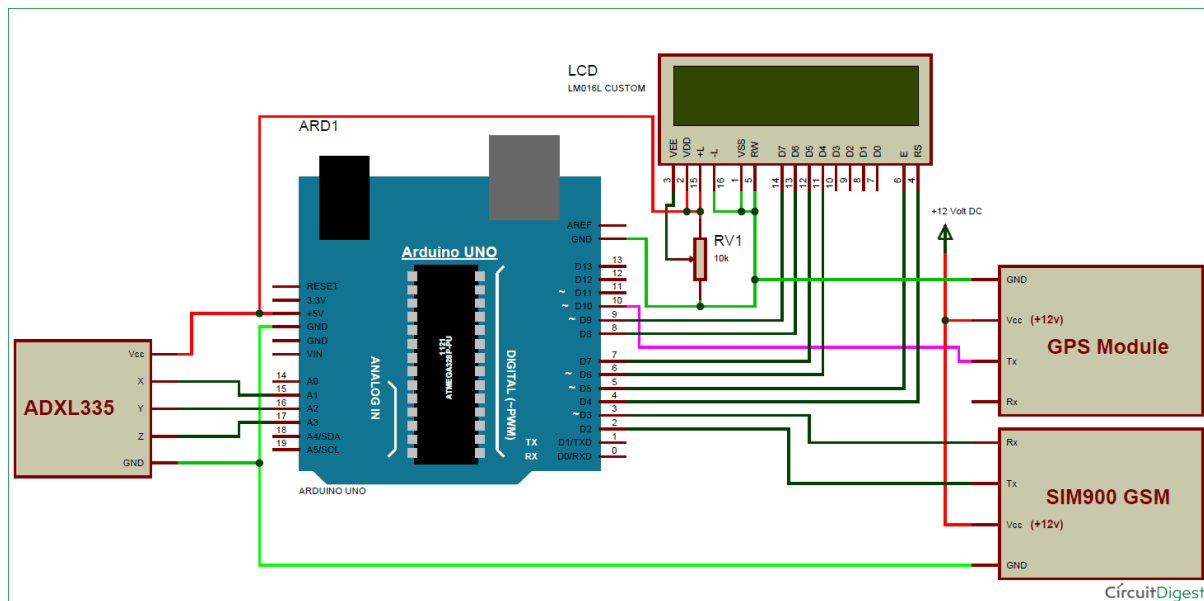 LCD
LM016L CUSTOM
VEE
VDD
+L
-L
VSS
RW
D7
D6
D5
D4
D3
D2
D1
D0
E
RS
3
2
15
16
1
5
14
13
12
11
10
9
8
7
6
4
ARD1
Arduino UNO
RESET
3.3V
+5V
GND
GND
VIN
14 A0
15 A1
16 A2
17 A3
18 A4/SDA
19 A5/SCL
ANALOG IN
1121
ATMEGA328P-PU
DIGITAL (~PWM)
TX
RX
AREF
GND
D13 13
D12 12
~ D11 11
~ D10 10
~ D9 9
D8 8
D7 7
~ D6 6
~ D5 5
D4 4
~D3 3
D2 2
D1/TXD 1
D0/RXD 0
ARDUINO UNO
RV1
10k
+12 Volt DC
ADXL335
Vcc
X
Y
Z
GND
GND
Vcc (+12v)
GPS Module
Tx
Rx
Rx
Tx
SIM900 GSM
Vcc (+12v)
GND
CírcuitDigest